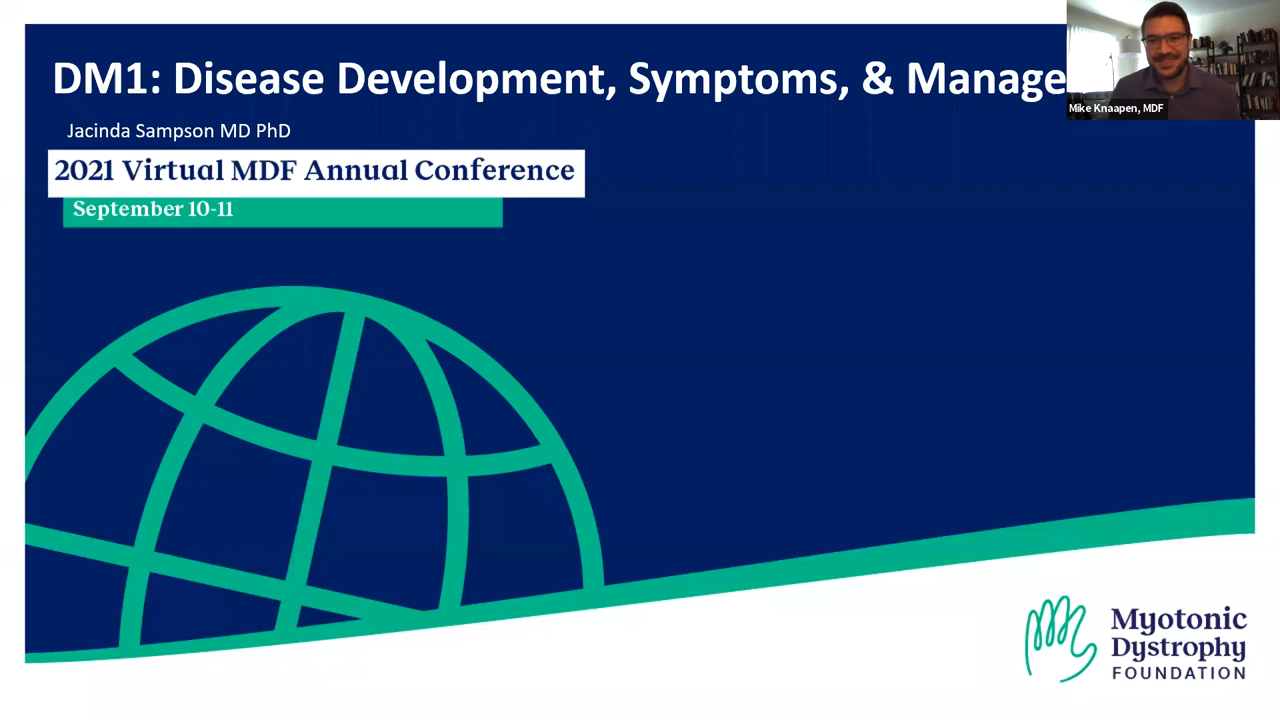 DM1: Disease Development, Symptoms, & Manage
Jacinda Sampson MD PhD
2021 Virtual MDF Annual Conference
September 10-11
Mike Knaapen, MDF
Myotonic
Dystrophy
FOUNDATION